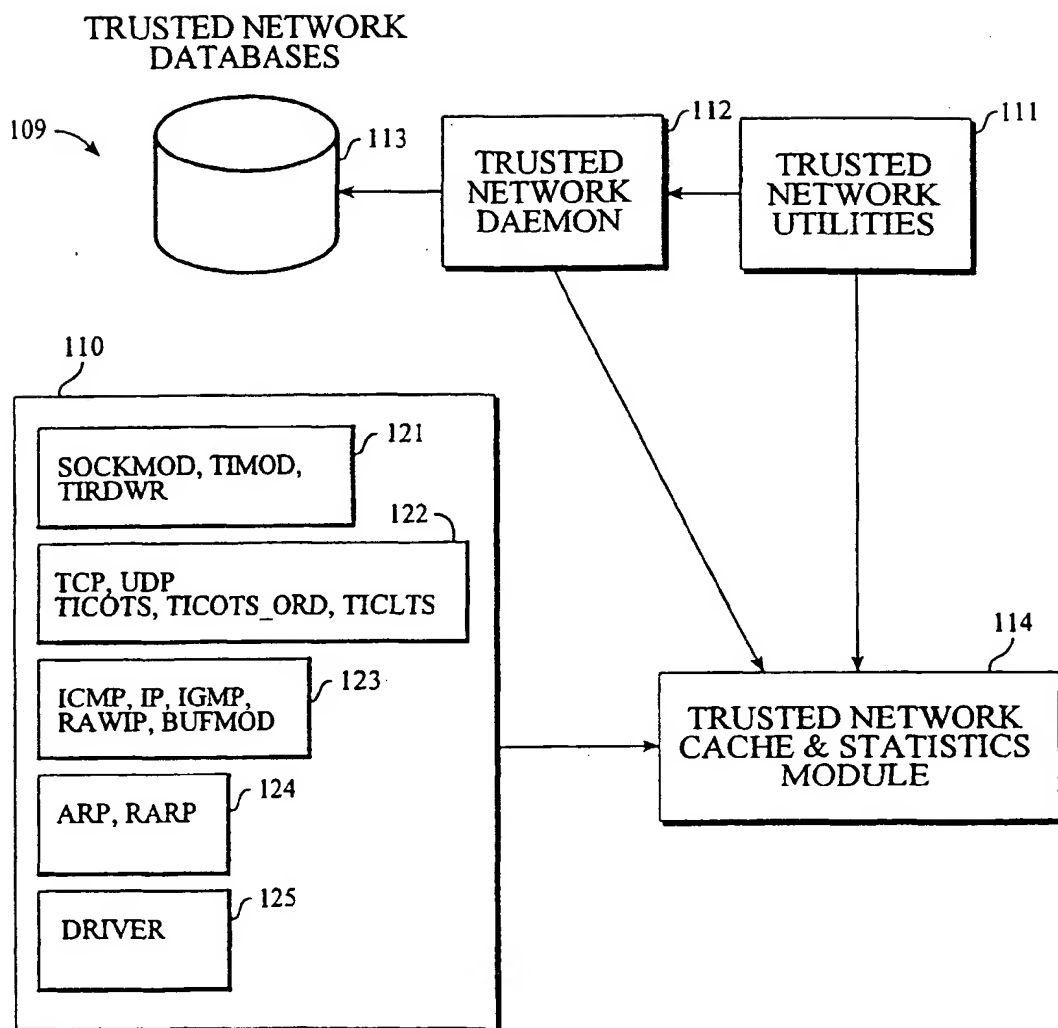 TRUSTED NETWORK
DATABASES
109
113
112
111
TRUSTED
NETWORK
DAEMON
TRUSTED
NETWORK
UTILITIES
110
121
SOCKMOD, TIMOD,
TIRDWR
122
TCP, UDP
TICOTS, TICOTS_ORD, TICLTS
123
ICMP, IP, IGMP,
RAWIP, BUFMOD
124
ARP, RARP
125
DRIVER
114
TRUSTED NETWORK
CACHE & STATISTICS
MODULE